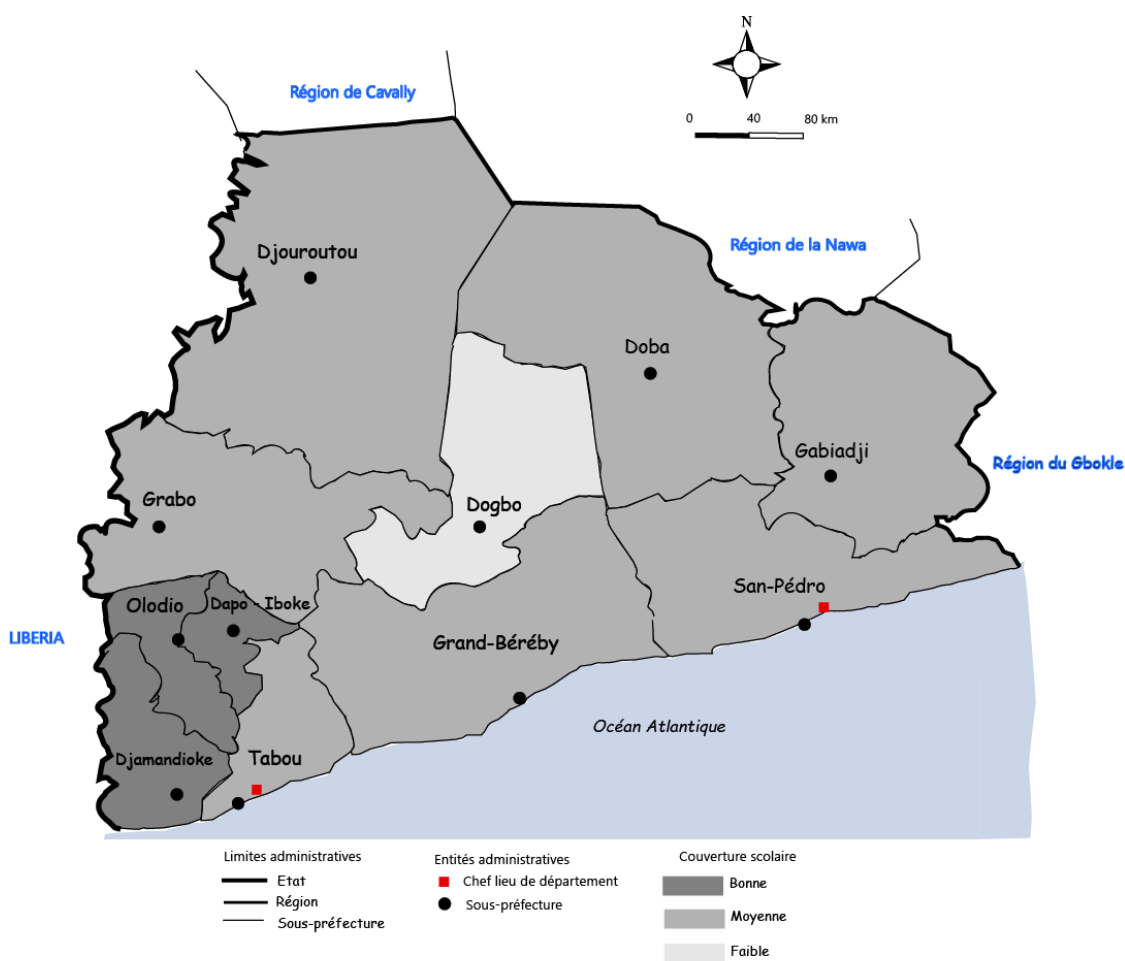 N
Région de Cavally
0 40 80 km
Région de la Nawa
Djouroutou
Doba
Gabiadji
Région du Gbokle
Grabo
Dogbo
San-Pédro
Olodio
Dapo - Iboke
LIBERIA
Grand-Béréby
Océan Atlantique
Djamandioke
Tabou
Limites administratives
Etat
Région
Sous-préfecture
Entités administratives
Chef lieu de département
Sous-préfecture
Couverture scolaire
Bonne
Moyenne
Faible